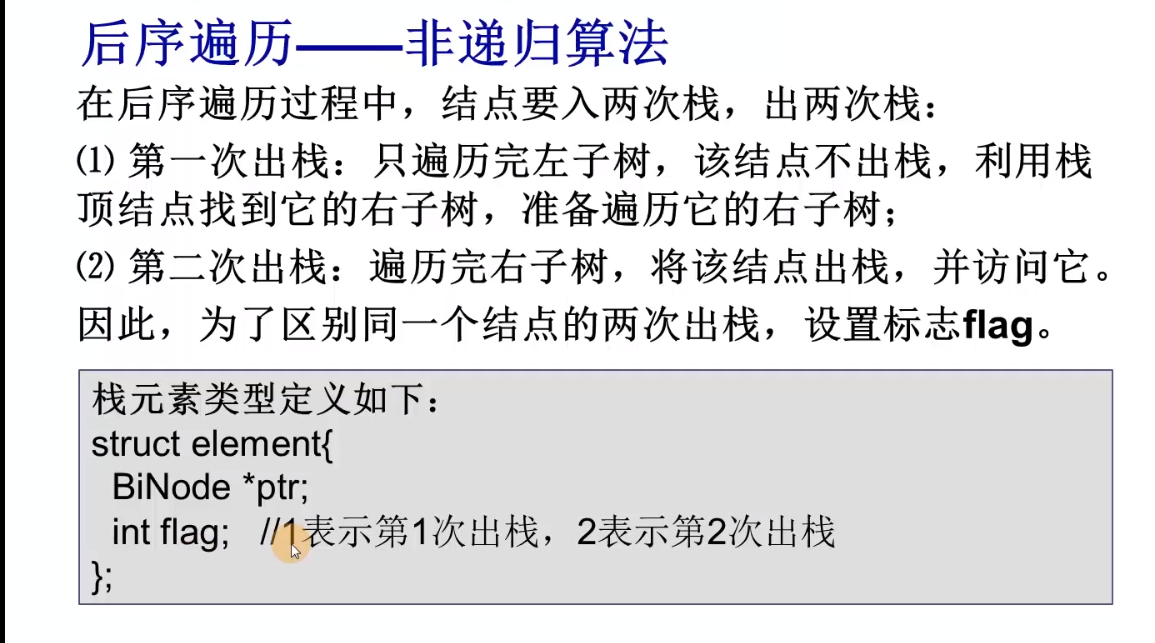 后序遍历——非递归算法
在后序遍历过程中，结点要入两次栈，出两次栈：
⑴ 第一次出栈：只遍历完左子树，该结点不出栈，利用栈
顶结点找到它的右子树，准备遍历它的右子树；
⑵ 第二次出栈：遍历完右子树，将该结点出栈，并访问它。
因此，为了区别同一个结点的两次出栈，设置标志flag。
栈元素类型定义如下：
struct element{
BiNode *ptr;
int flag; //1表示第1次出栈，2表示第2次出栈
};